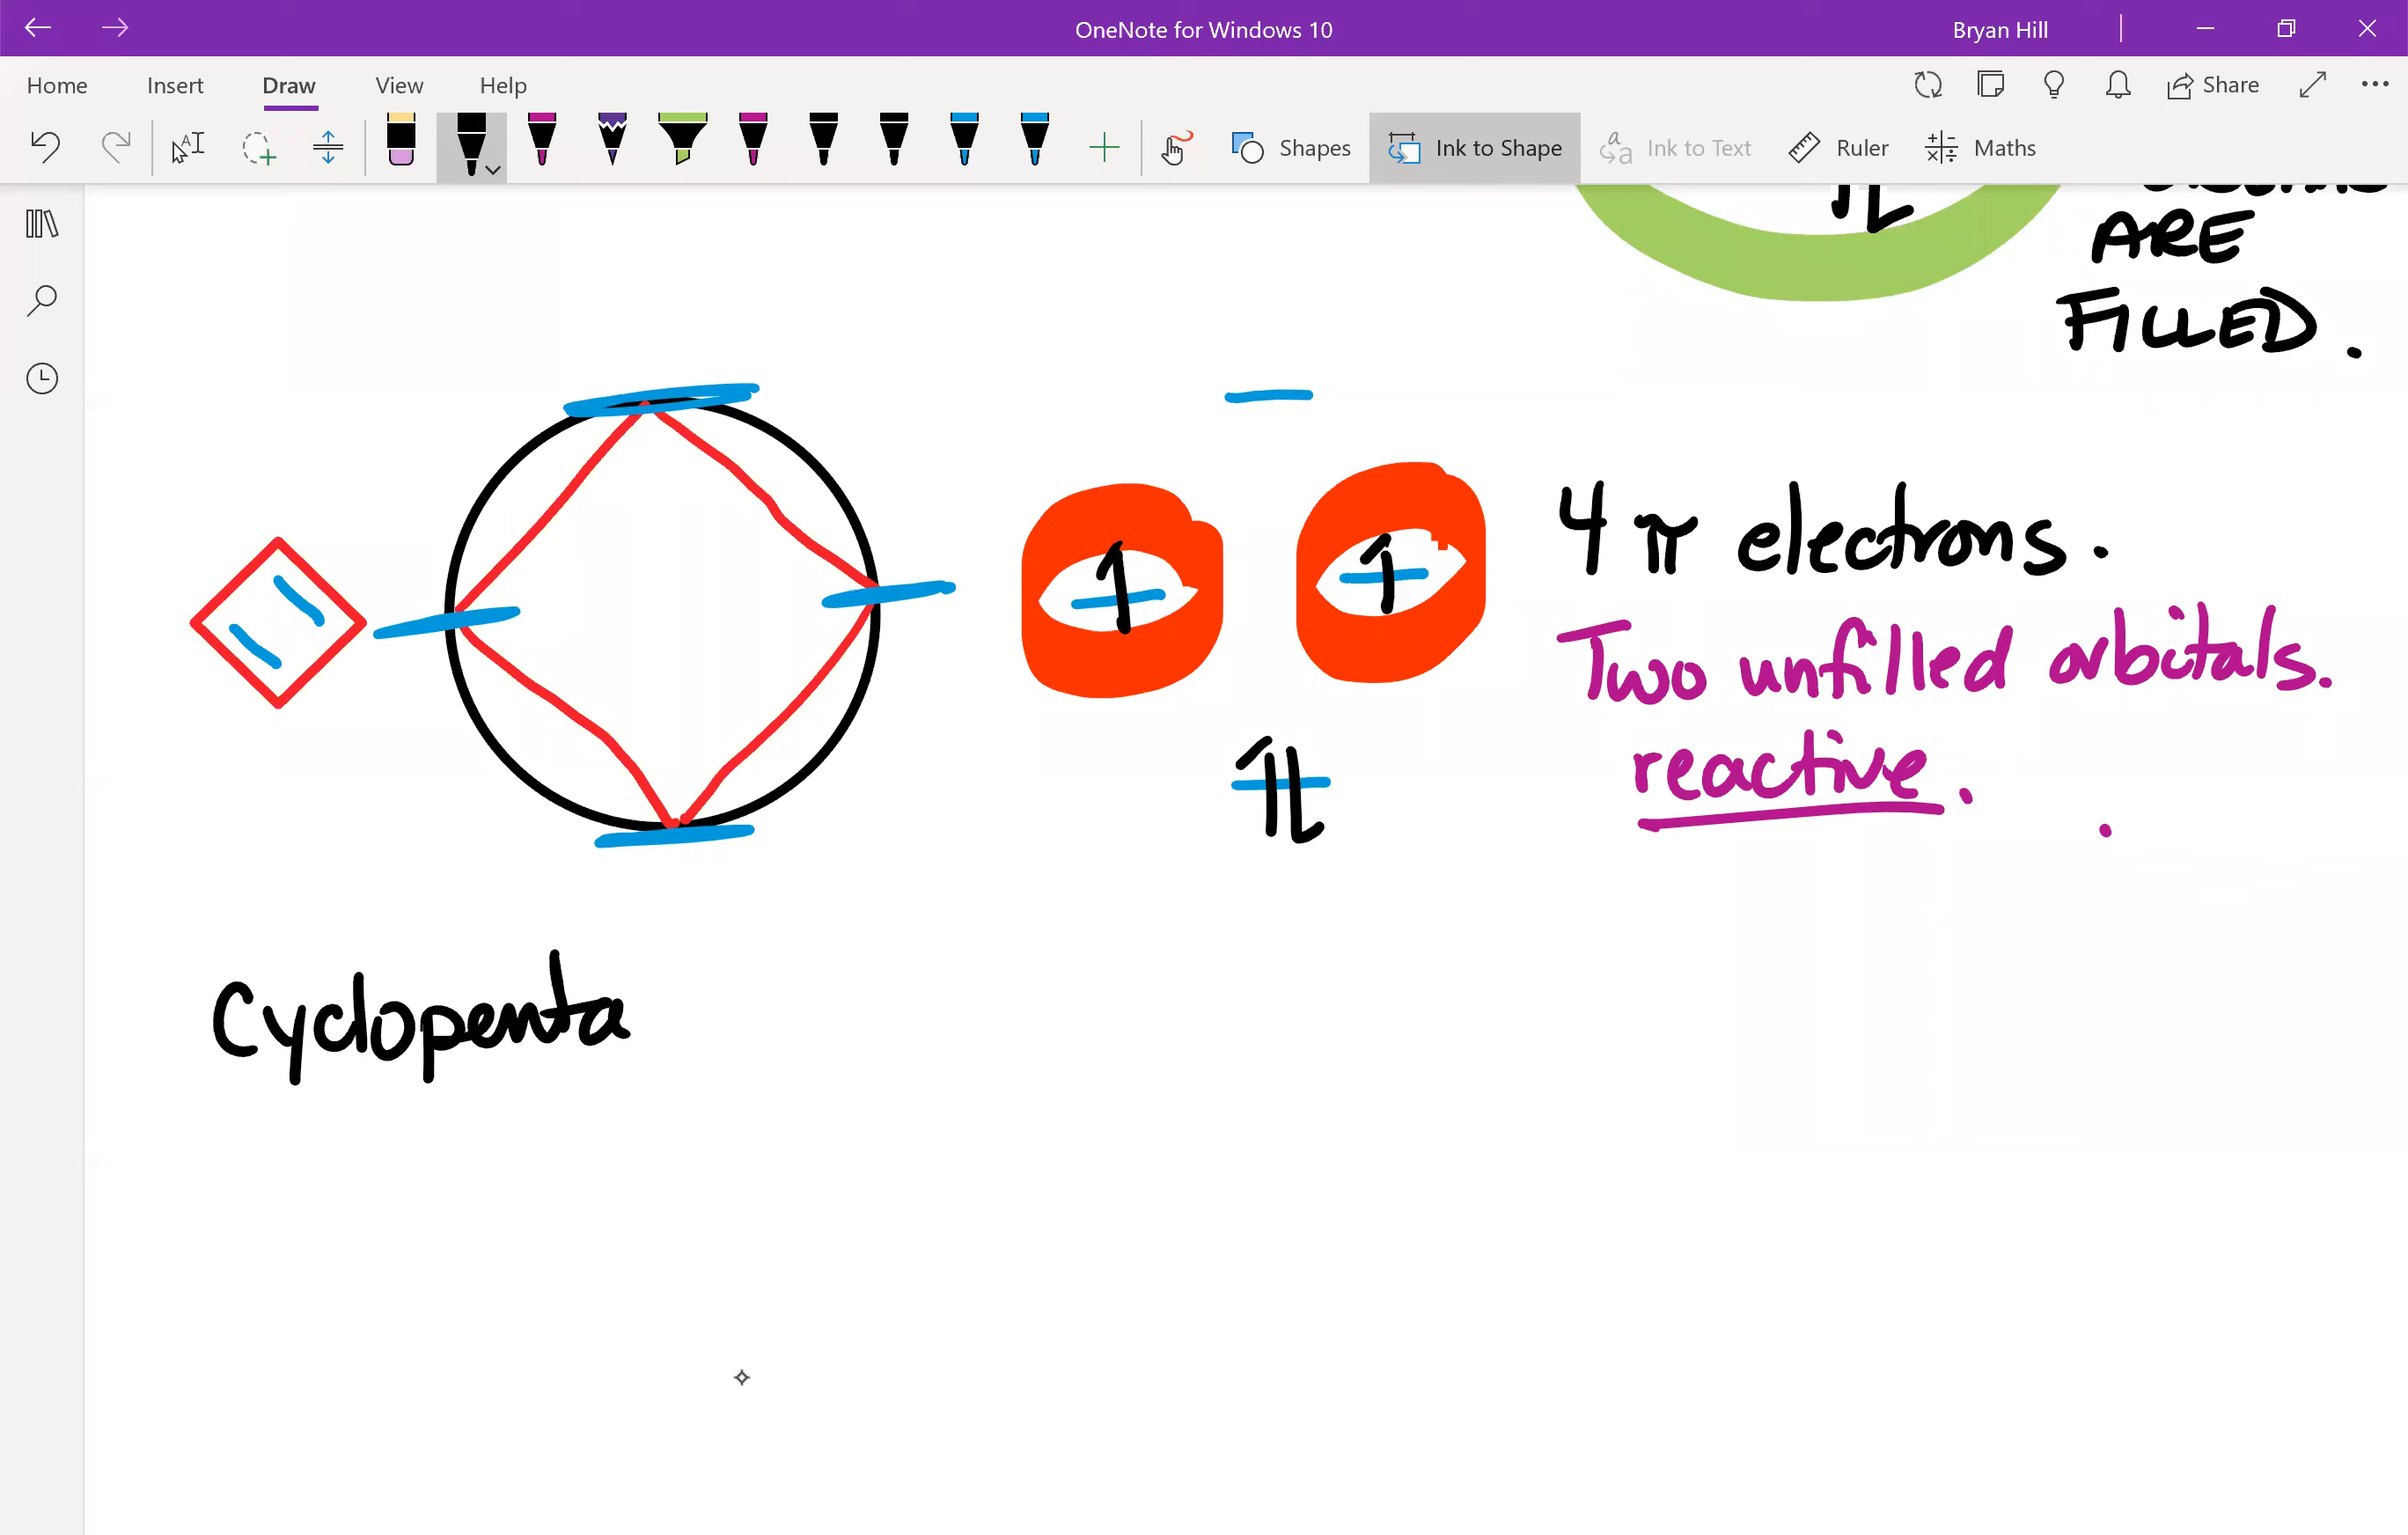 OneNote for Windows 10
Bryan Hill
Home Insert Draw View Help
Share
Shapes Ink to Shape Ink to Text Ruler Maths
ARE
FILLED.
4 π electrons.
Two unfilled orbitals.
reactive.
Cyclopenta